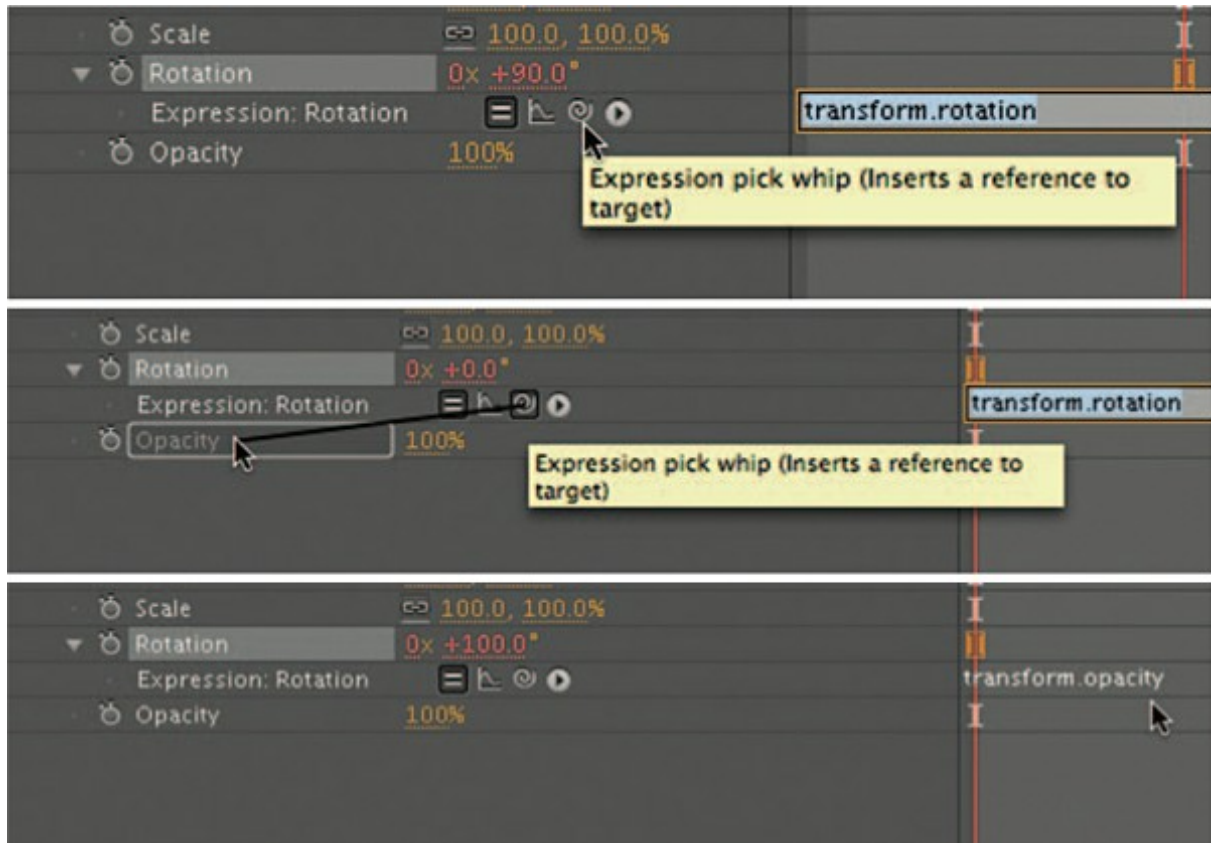 Scale 100.0, 100.0%
Rotation 0x +90.0°
Expression: Rotation transform.rotation
Opacity 100%
Expression pick whip (Inserts a reference to
target)
Scale 100.0, 100.0%
Rotation 0x +0.0°
Expression: Rotation transform.rotation
Opacity 100%
Expression pick whip (Inserts a reference to
target)
Scale 100.0, 100.0%
Rotation 0x +100.0°
Expression: Rotation transform.opacity
Opacity 100%